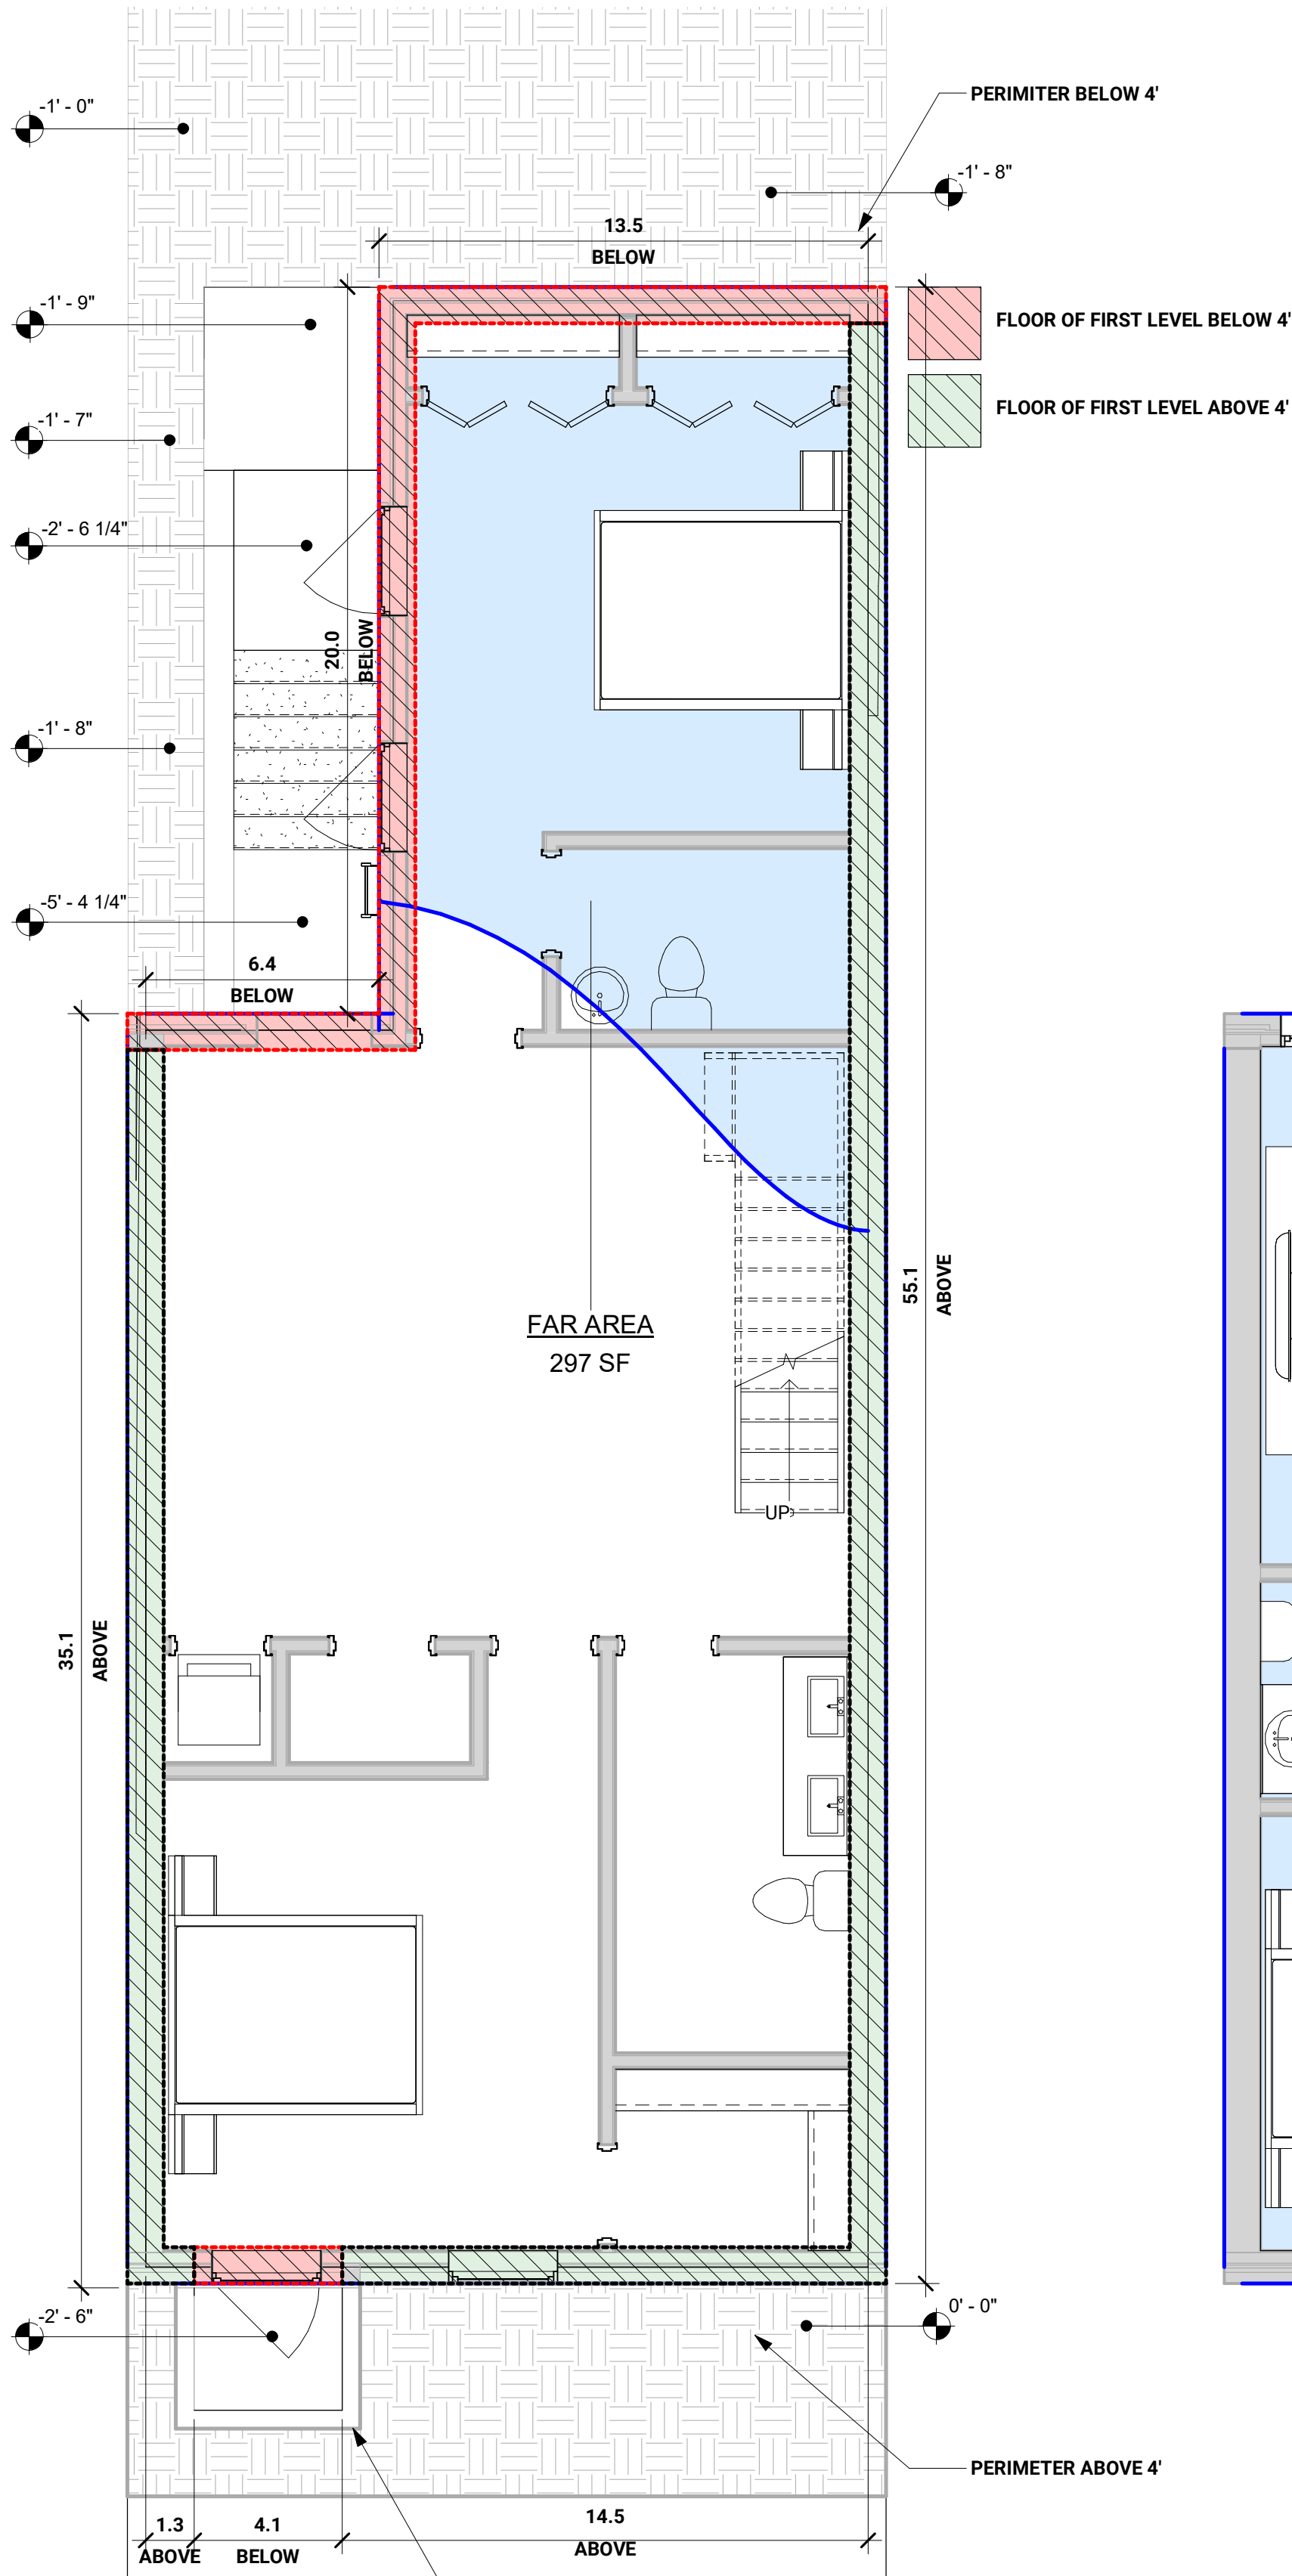 -1' - 0"
PERIMITER BELOW 4'
-1' - 8"
13.5
BELOW
-1' - 9"
FLOOR OF FIRST LEVEL BELOW 4'
FLOOR OF FIRST LEVEL ABOVE 4'
-1' - 7"
-2' - 6 1/4"
20.0
BELOW
-1' - 8"
-5' - 4 1/4"
6.4
BELOW
55.1
ABOVE
FAR AREA
297 SF
UP
35.1
ABOVE
-2' - 6"
0' - 0"
PERIMETER ABOVE 4'
1.3
ABOVE
4.1
BELOW
14.5
ABOVE